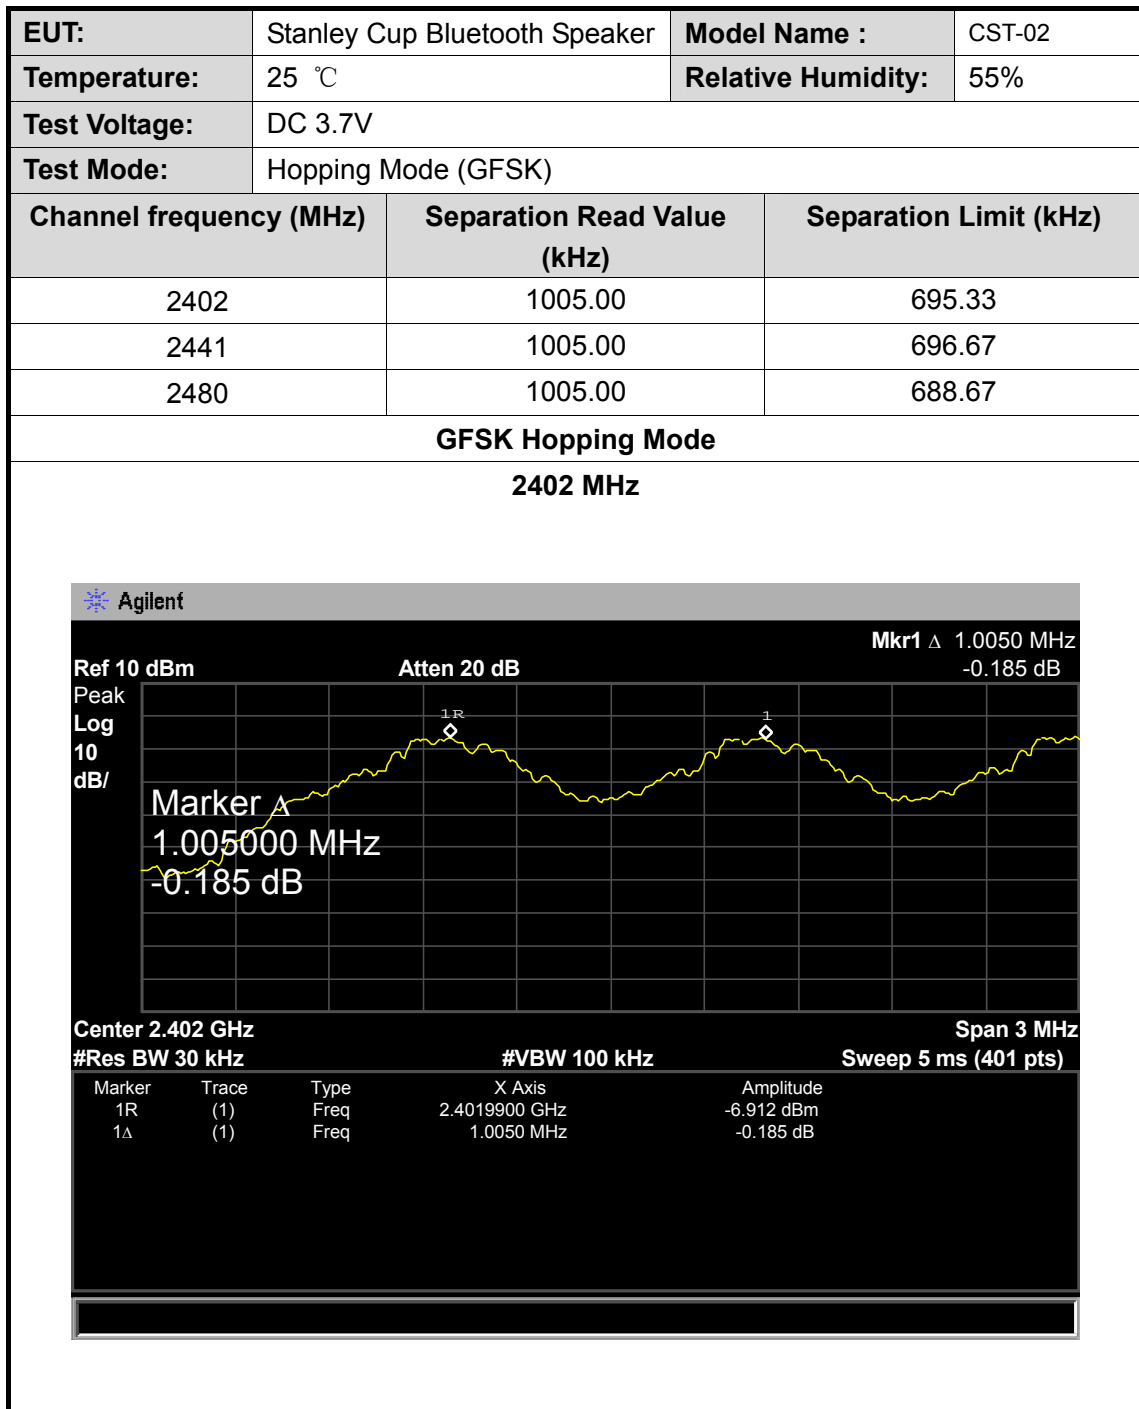 EUT: Stanley Cup Bluetooth Speaker Model Name : CST-02
Temperature: 25 ℃ Relative Humidity: 55%
Test Voltage: DC 3.7V
Test Mode: Hopping Mode (GFSK)
Channel frequency (MHz) Separation Read Value (kHz) Separation Limit (kHz)
2402 1005.00 695.33
2441 1005.00 696.67
2480 1005.00 688.67
GFSK Hopping Mode
2402 MHz
Agilent
Mkr1 Δ 1.0050 MHz
Ref 10 dBm Atten 20 dB -0.185 dB
Peak
Log
10
dB/
1R 1
Marker Δ
1.005000 MHz
-0.185 dB
Center 2.402 GHz Span 3 MHz
#Res BW 30 kHz #VBW 100 kHz Sweep 5 ms (401 pts)
Marker Trace Type X Axis Amplitude
1R (1) Freq 2.4019900 GHz -6.912 dBm
1Δ (1) Freq 1.0050 MHz -0.185 dB